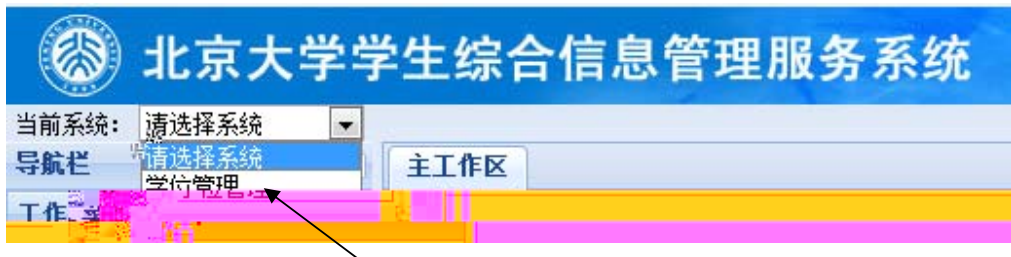 北京大学学生综合信息管理服务系统
当前系统: 请选择系统
导航栏 请选择系统 主工作区
学位管理
工作